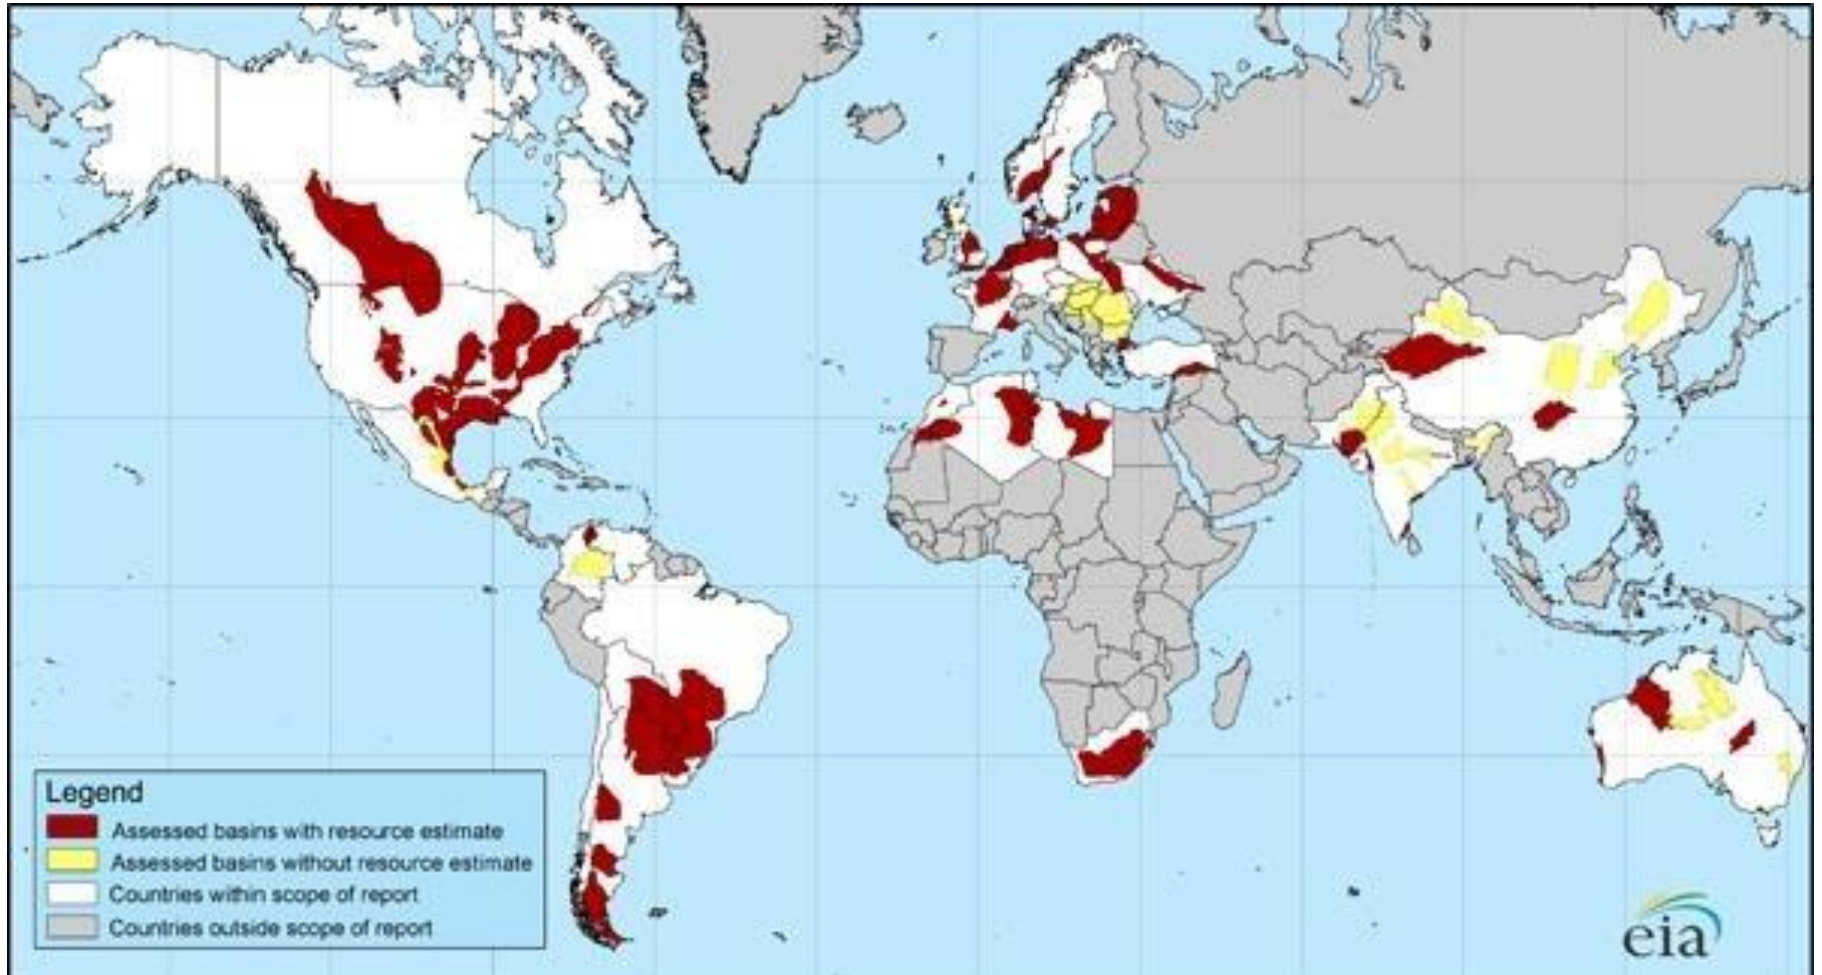 Legend
Assessed basins with resource estimate
Assessed basins without resource estimate
Countries within scope of report
Countries outside scope of report
eia